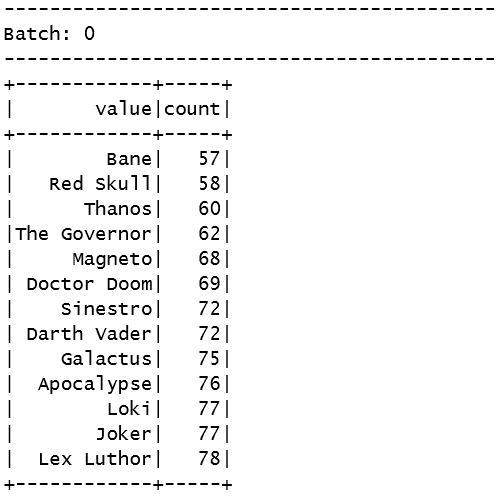 -------------------------------------------
Batch: 0
-------------------------------------------
+------------+-----+
|       value|count|
+------------+-----+
|        Bane|   57|
|   Red Skull|   58|
|      Thanos|   60|
|The Governor|   62|
|     Magneto|   68|
| Doctor Doom|   69|
|    Sinestro|   72|
| Darth Vader|   72|
|    Galactus|   75|
|  Apocalypse|   76|
|        Loki|   77|
|       Joker|   77|
|  Lex Luthor|   78|
+------------+-----+